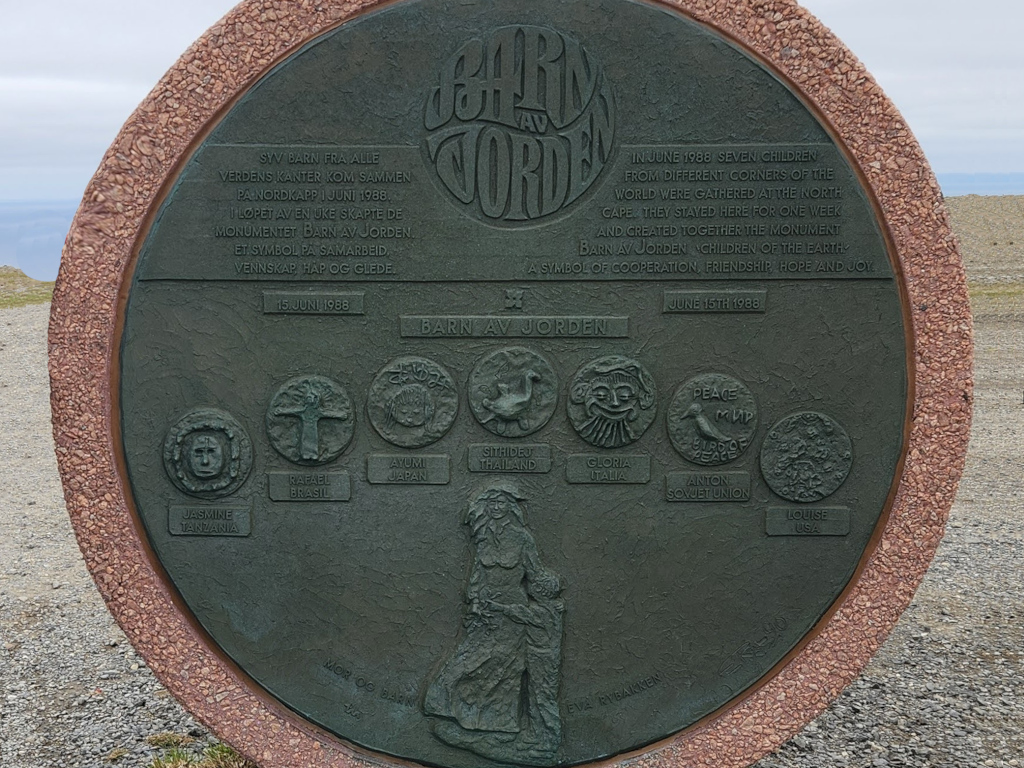 BARN
AV
JORDEN
SYV BARN FRA ALLE
VERDENS KANTER KOM SAMMEN
PÅ NORDKAPP I JUNI 1988.
I LØPET AV EN UKE SKAPTE DE
MONUMENTET BARN AV JORDEN,
ET SYMBOL PÅ SAMARBEID,
VENNSKAP, HÅP OG GLEDE.
IN JUNE 1988 SEVEN CHILDREN
FROM DIFFERENT CORNERS OF THE
WORLD WERE GATHERED AT THE NORTH
CAPE. THEY STAYED HERE FOR ONE WEEK
AND CREATED TOGETHER THE MONUMENT
BARN AV JORDEN, "CHILDREN OF THE EARTH"
A SYMBOL OF COOPERATION, FRIENDSHIP, HOPE AND JOY.
15. JUNI 1988
JUNE 15TH 1988
BARN AV JORDEN
PEACE
МИР
BIRD OF
PEACE
JASMINE
TANZANIA
RAFAEL
BRASIL
AYUMI
JAPAN
SITHIDEJ
THAILAND
GLORIA
ITALIA
ANTON
SOVJET UNION
LOUISE
USA
MOR OG BARN
EVA RYBAKKEN